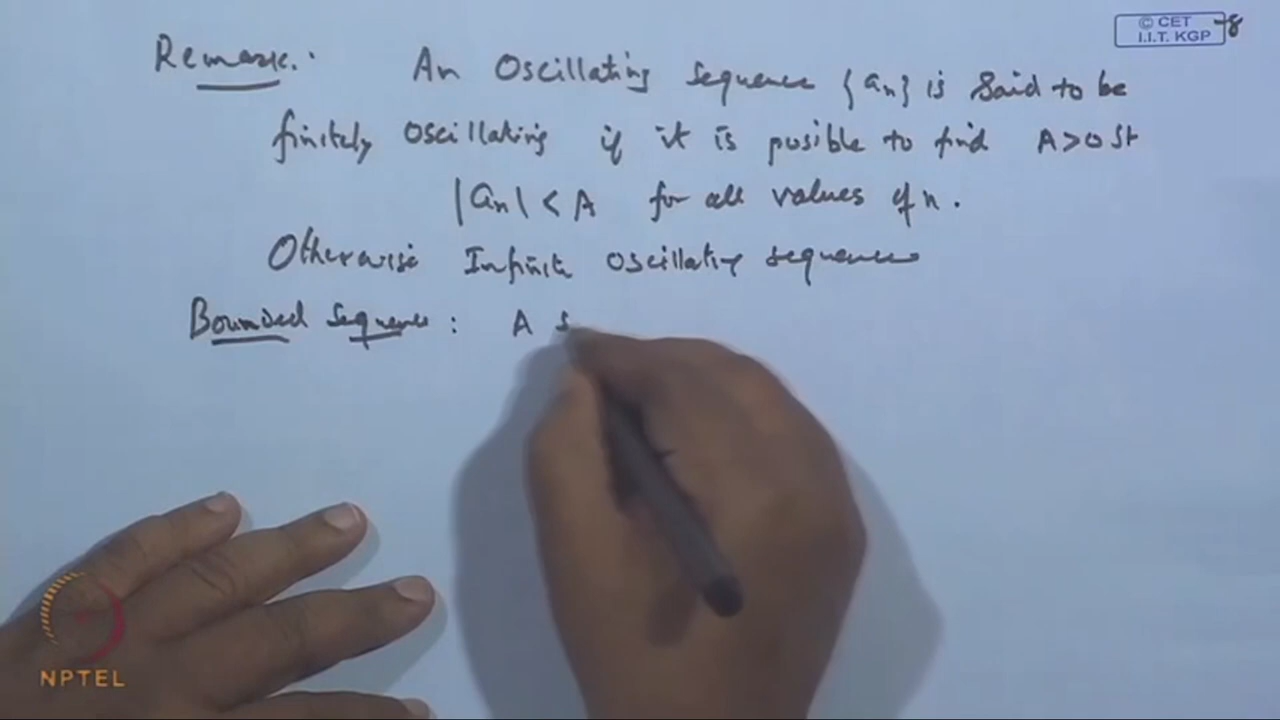 © CET
I.I.T. KGP
8
Remark: An Oscillating sequence {an} is said to be
finitely Oscillating if it is posible to find A>0 st
|an| < A for all values of n.
Otherwise Infinite oscillating sequence
Bounded sequence : A s
NPTEL